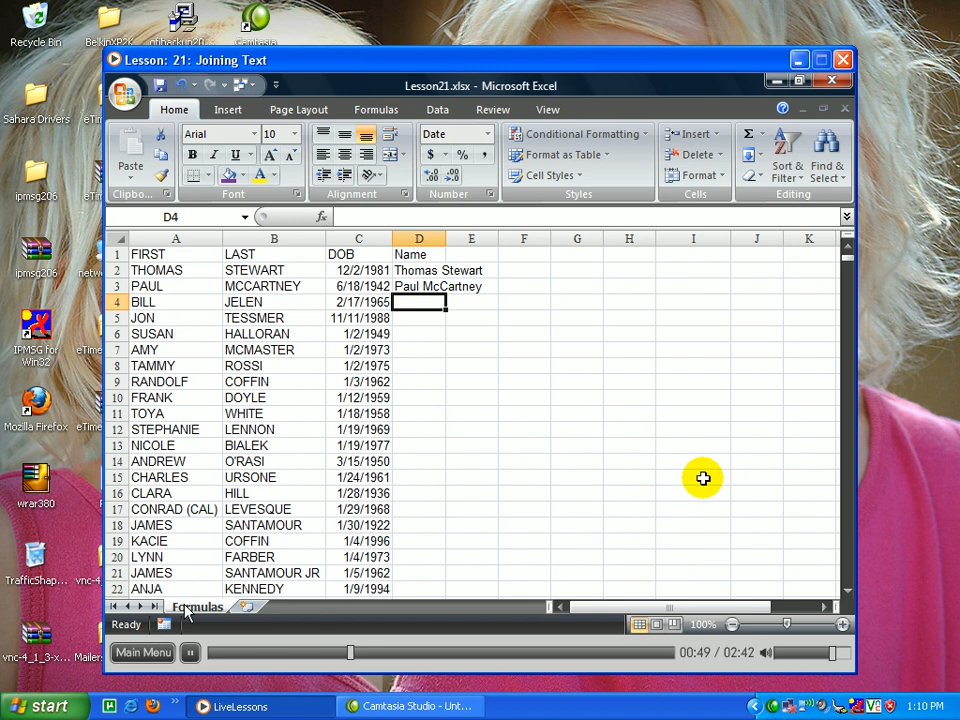 Recycle Bin
BelkinXP2K
Camtasia
Sahara Drivers
ipmsg206
ipmsg206
IPMSG for
Win32
Mozilla Firefox
wrar380
TrafficShap...
vnc-4_1_3-x...
Lesson: 21: Joining Text
Lesson21.xlsx - Microsoft Excel
Home Insert Page Layout Formulas Data Review View
Paste
Arial 10
Date
Conditional Formatting
Format as Table
Cell Styles
Insert
Delete
Format
Sort & Filter
Find & Select
Clipbo... Font Alignment Number Styles Cells Editing
D4 fx
A B C D E F G H I J K
1 FIRST LAST DOB Name
2 THOMAS STEWART 12/2/1981 Thomas Stewart
3 PAUL MCCARTNEY 6/18/1942 Paul McCartney
4 BILL JELEN 2/17/1965
5 JON TESSMER 11/11/1988
6 SUSAN HALLORAN 1/2/1949
7 AMY MCMASTER 1/2/1973
8 TAMMY ROSSI 1/2/1975
9 RANDOLF COFFIN 1/3/1962
10 FRANK DOYLE 1/12/1959
11 TOYA WHITE 1/18/1958
12 STEPHANIE LENNON 1/19/1969
13 NICOLE BIALEK 1/19/1977
14 ANDREW O'RASI 3/15/1950
15 CHARLES URSONE 1/24/1961
16 CLARA HILL 1/28/1936
17 CONRAD (CAL) LEVESQUE 1/29/1968
18 JAMES SANTAMOUR 1/30/1922
19 KACIE COFFIN 1/4/1996
20 LYNN FARBER 1/4/1973
21 JAMES SANTAMOUR JR 1/5/1962
22 ANJA KENNEDY 1/9/1994
Formulas
Ready 100%
Main Menu 00:49 / 02:42
start LiveLessons Camtasia Studio - Unt... 1:10 PM